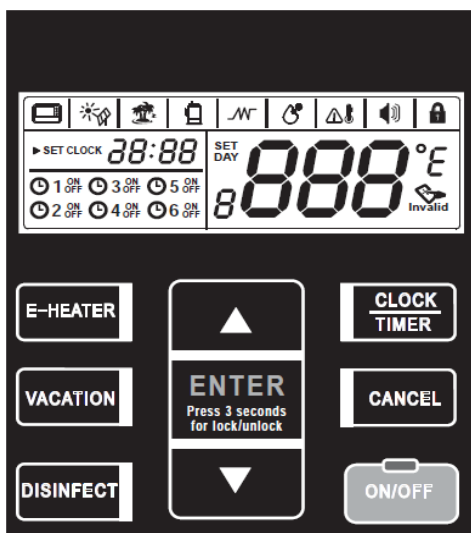 ▶ SET CLOCK 28:88
SET DAY
8 888 °E
1 ON OFF 3 ON OFF 5 ON OFF
2 ON OFF 4 ON OFF 6 ON OFF
Invalid
E-HEATER
CLOCK
TIMER
VACATION
ENTER
Press 3 seconds
for lock/unlock
CANCEL
DISINFECT
ON/OFF